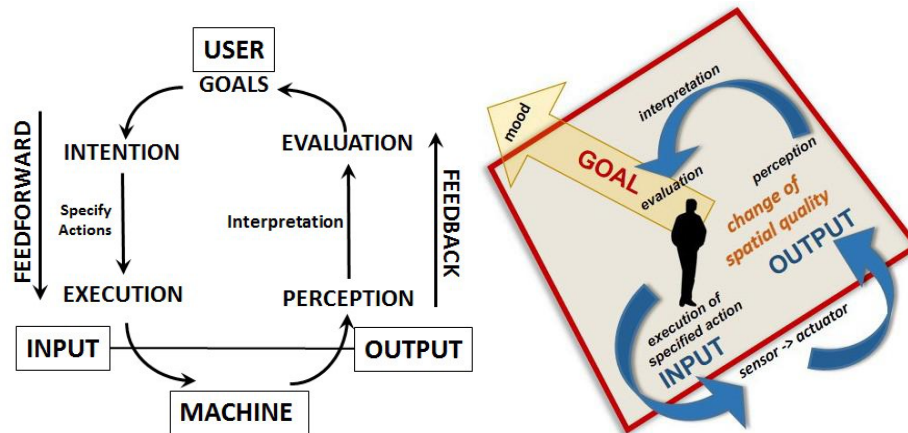 USER
GOALS
FEEDFORWARD
INTENTION
EVALUATION
FEEDBACK
Specify
Actions
Interpretation
EXECUTION
PERCEPTION
INPUT
OUTPUT
MACHINE
mood
GOAL
interpretation
evaluation
perception
change of
spatial quality
OUTPUT
execution of
specified action
INPUT
sensor -> actuator